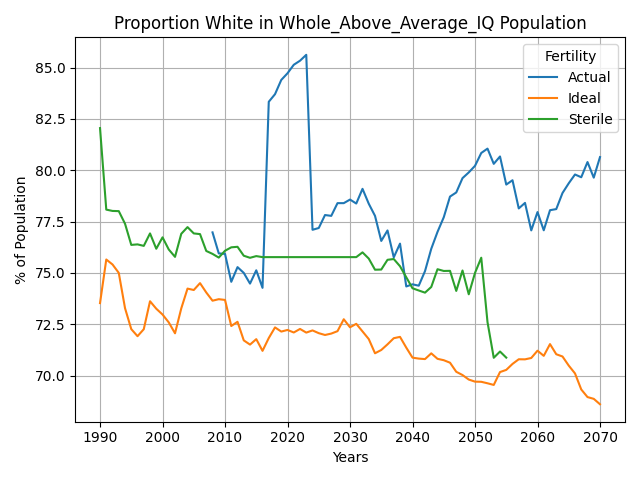 Proportion White in Whole_Above_Average_IQ Population
Fertility
Actual
Ideal
Sterile
% of Population
85.0
82.5
80.0
77.5
75.0
72.5
70.0
1990 2000 2010 2020 2030 2040 2050 2060 2070
Years